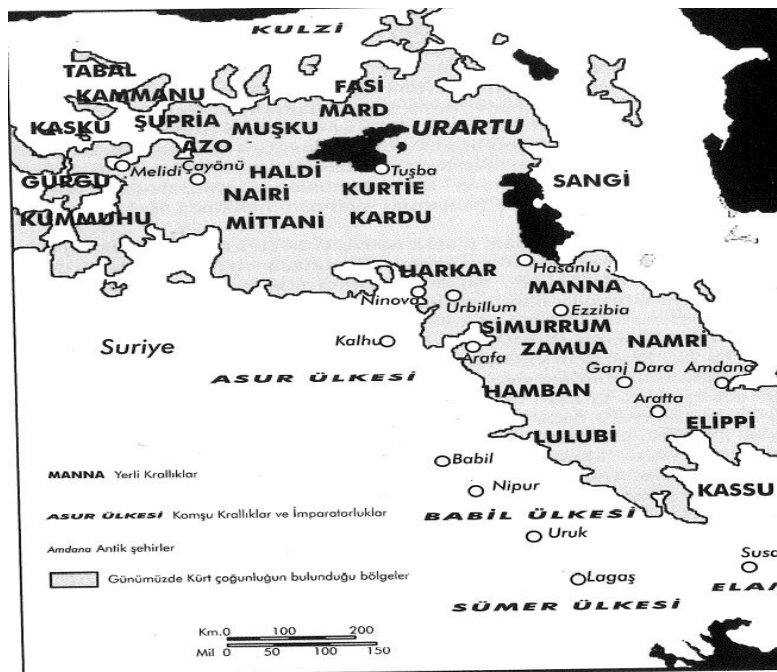 KULZİ
TABAL
KAMMANU
FASİ
MARD
KASKU
ŞUPRİA
MUŞKU
URARTU
AZO
Melidi
Çayönü
HALDİ
Tuşba
GURGU
NAİRİ
KURTİE
SANGİ
KUMMUHU
MİTTANİ
KARDU
HARKAR
Hasanlu
MANNA
Ninova
Urbillum
Ezzibia
SİMURRUM
Suriye
Kalhu
Arafa
ZAMUA
NAMRİ
ASUR ÜLKESİ
Ganj Dara
Amdana
HAMBAN
Aratta
ELİPPİ
LULUBİ
Babil
KASSU
Nipur
BABİL ÜLKESİ
Uruk
Susa
Lagaş
ELAM
SÜMER ÜLKESİ
MANNA Yerli Krallıklar
ASUR ÜLKESİ Komşu Krallıklar ve İmparatorluklar
Amdana Antik şehirler
Günümüzde Kürt çoğunluğun bulunduğu bölgeler
Km. 0 100 200
Mil 0 50 100 150